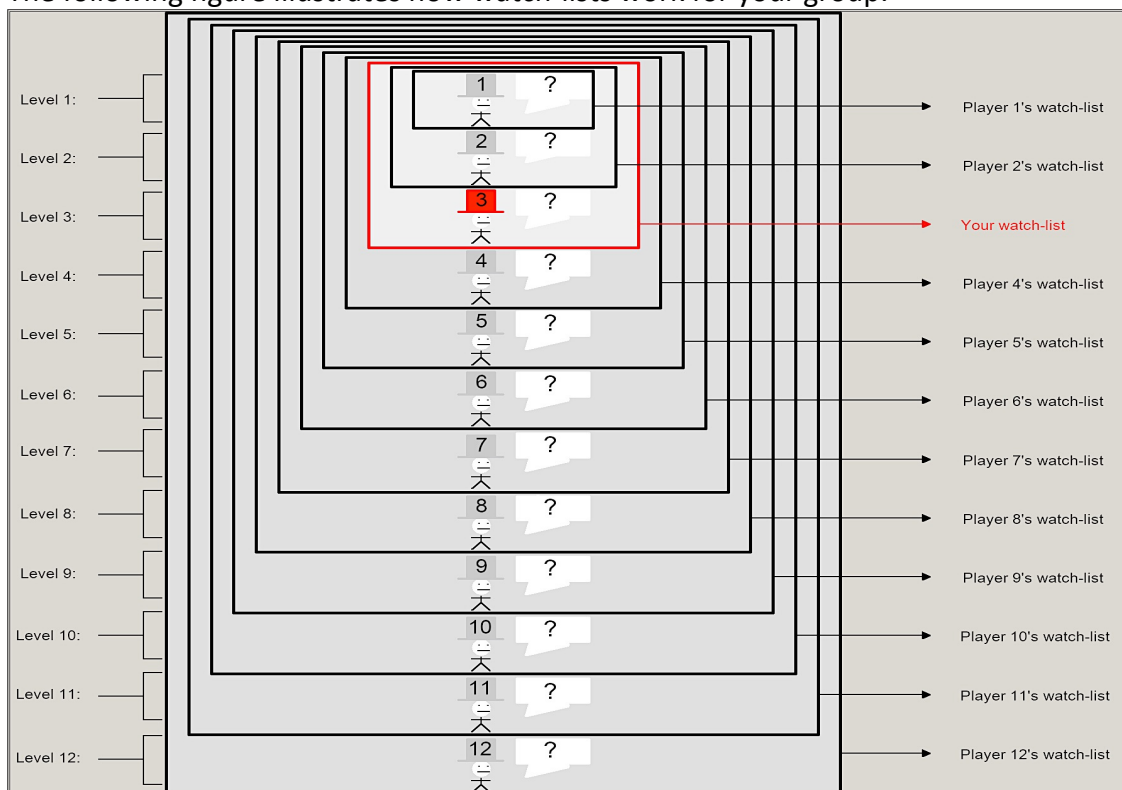 The following figure illustrates how watch-lists work for your group:
Level 1: 1 ? Player 1's watch-list
Level 2: 2 ? Player 2's watch-list
Level 3: 3 ? Your watch-list
Level 4: 4 ? Player 4's watch-list
Level 5: 5 ? Player 5's watch-list
Level 6: 6 ? Player 6's watch-list
Level 7: 7 ? Player 7's watch-list
Level 8: 8 ? Player 8's watch-list
Level 9: 9 ? Player 9's watch-list
Level 10: 10 ? Player 10's watch-list
Level 11: 11 ? Player 11's watch-list
Level 12: 12 ? Player 12's watch-list